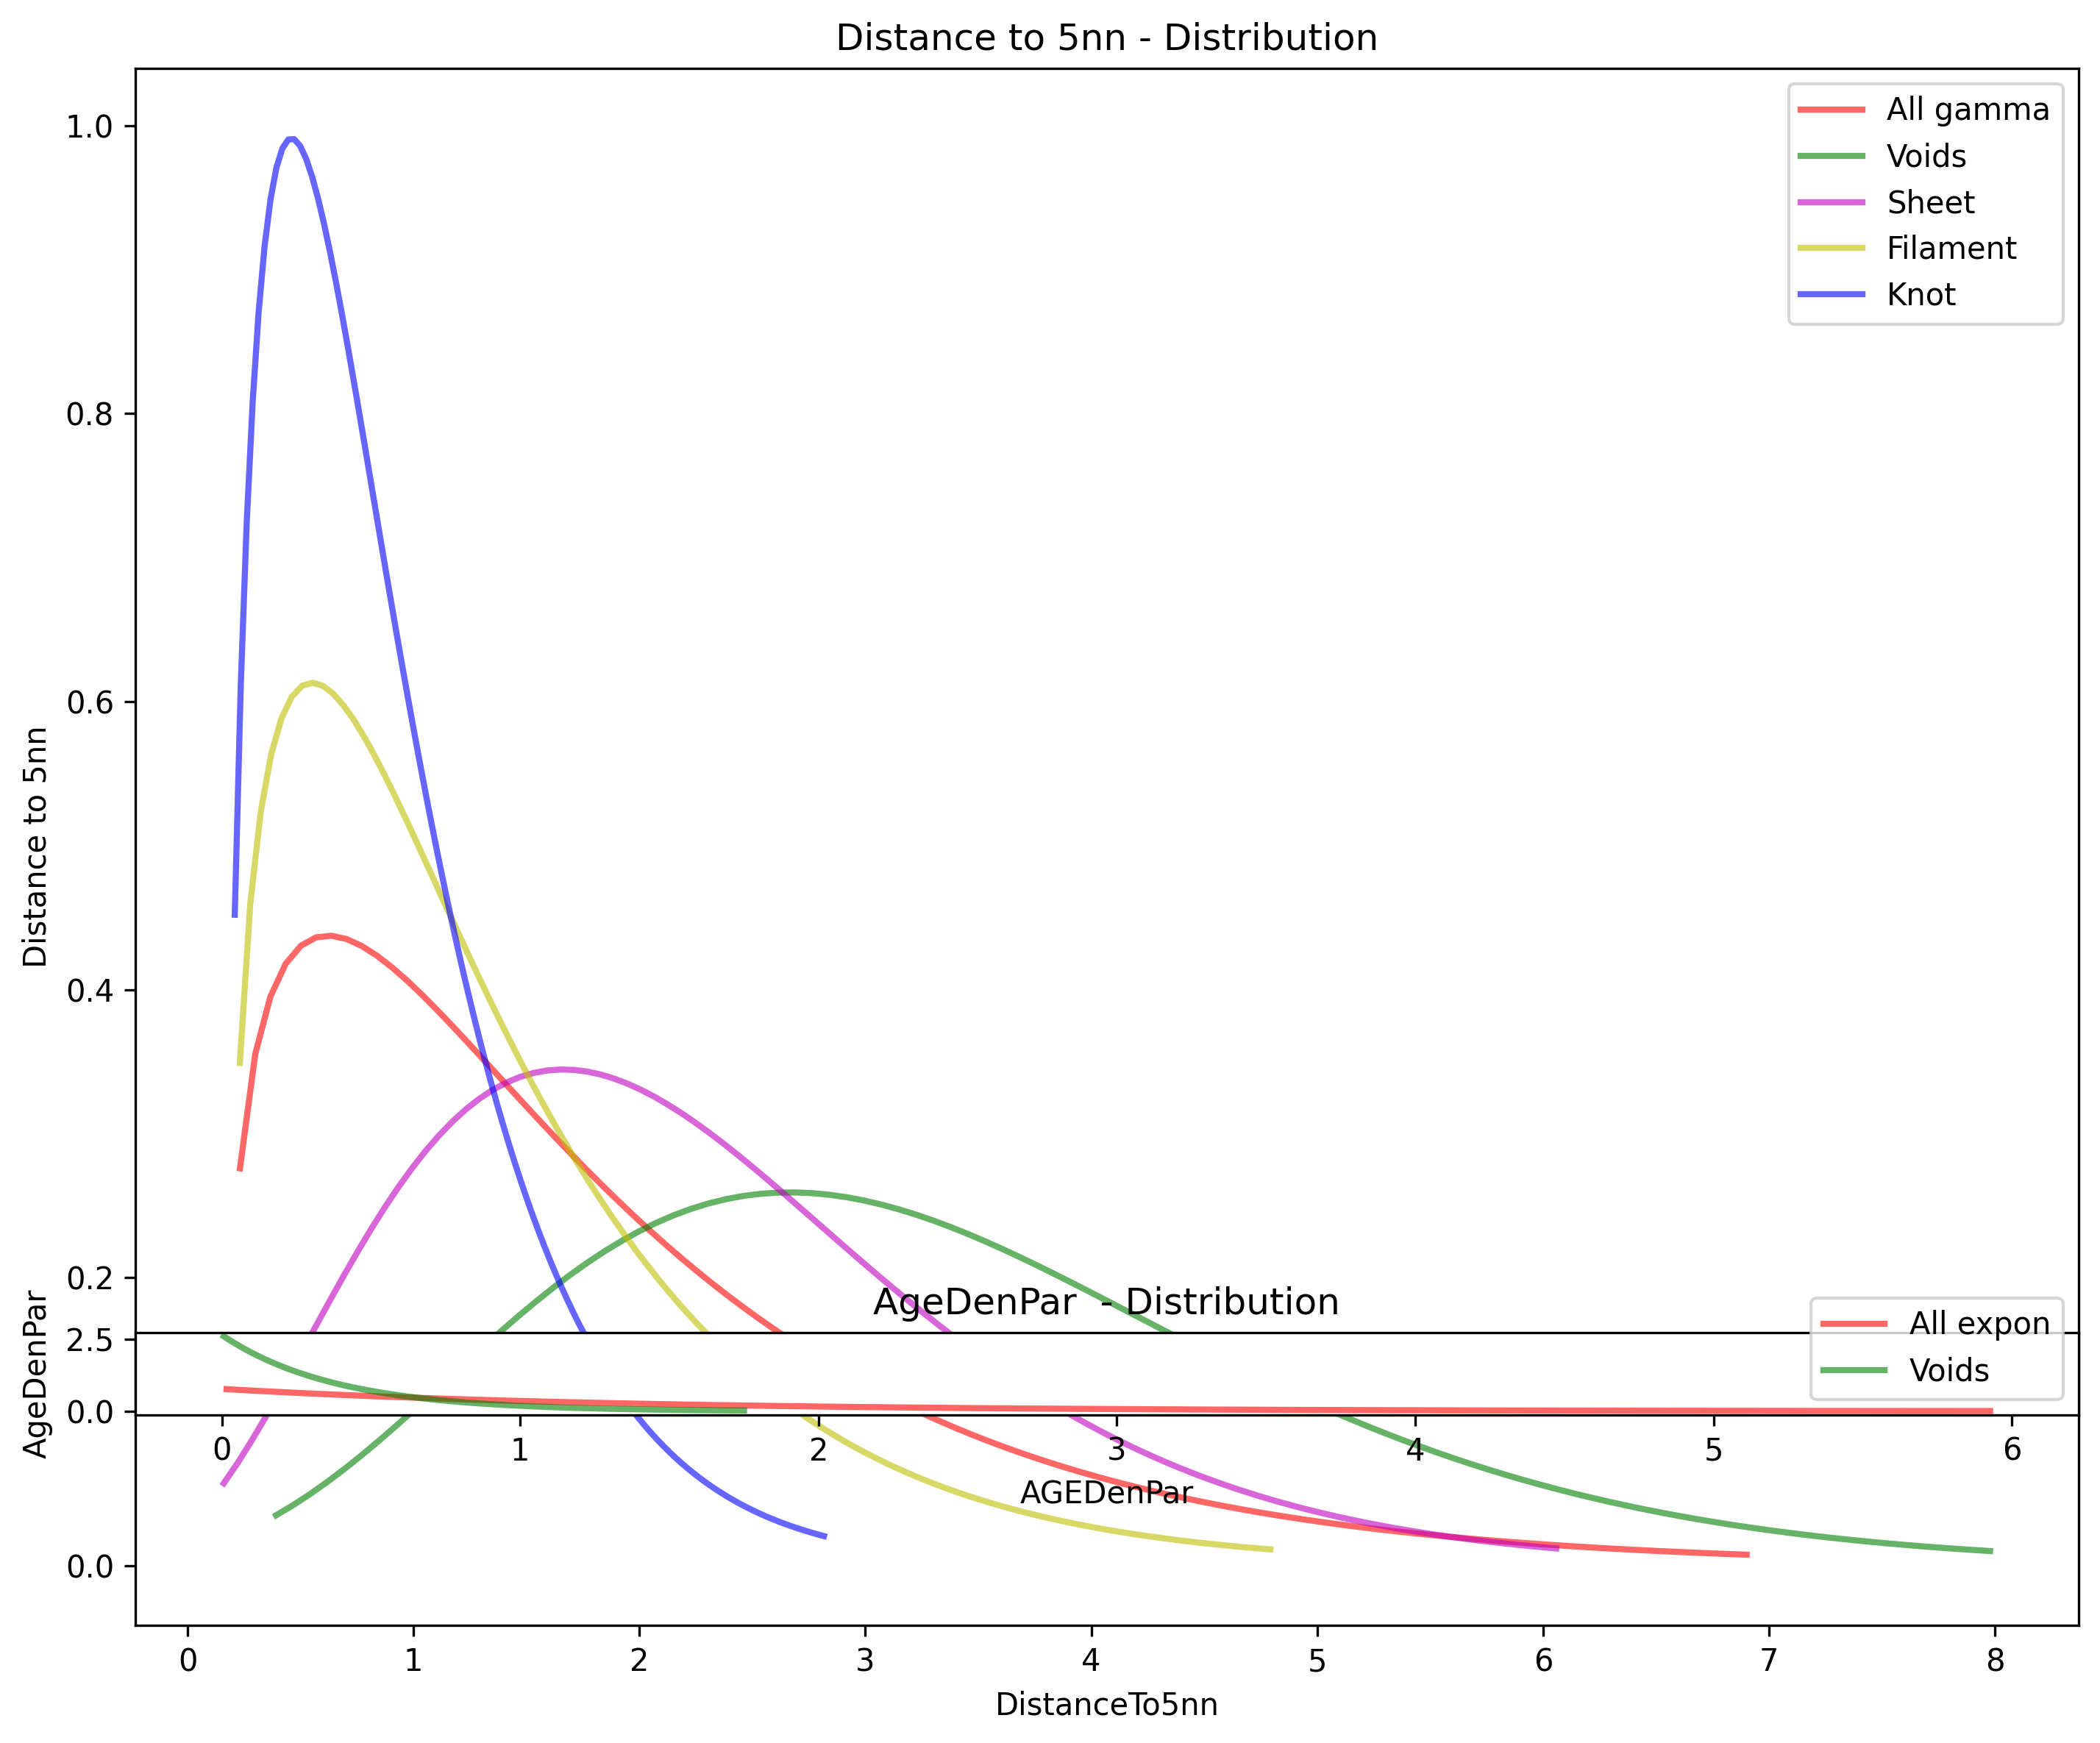 Distance to 5nn - Distribution
All gamma
Voids
Sheet
Filament
Knot
1.0
0.8
0.6
0.4
0.2
0.0
Distance to 5nn
AgeDenPar  - Distribution
All expon
Voids
2.5
0.0
AgeDenPar
0 1 2 3 4 5 6
AGEDenPar
0 1 2 3 4 5 6 7 8
DistanceTo5nn